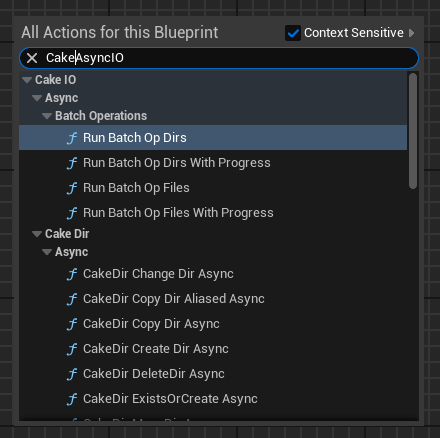 All Actions for this Blueprint
Context Sensitive
CakeAsyncIO
Cake IO
Async
Batch Operations
Run Batch Op Dirs
Run Batch Op Dirs With Progress
Run Batch Op Files
Run Batch Op Files With Progress
Cake Dir
Async
CakeDir Change Dir Async
CakeDir Copy Dir Aliased Async
CakeDir Copy Dir Async
CakeDir Create Dir Async
CakeDir DeleteDir Async
CakeDir ExistsOrCreate Async